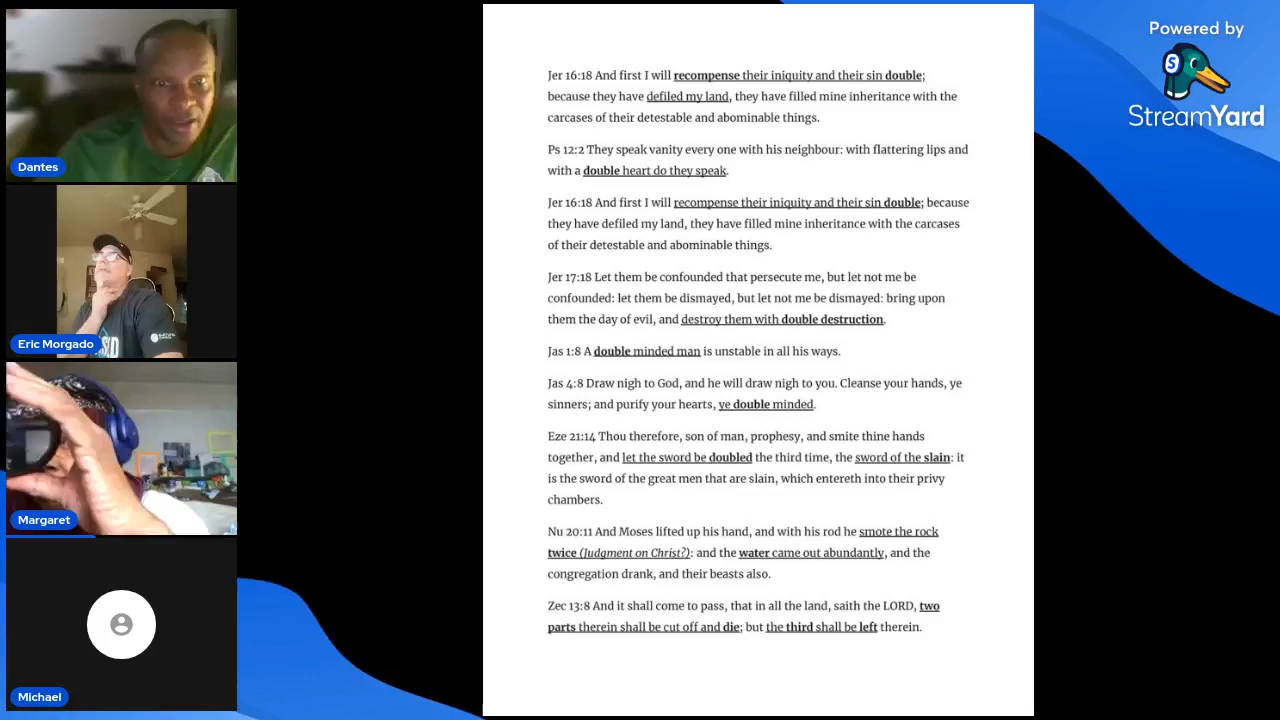 Dantes
Eric Morgado
Margaret
Michael
Jer 16:18 And first I will recompense their iniquity and their sin double;
because they have defiled my land, they have filled mine inheritance with the
carcases of their detestable and abominable things.
Ps 12:2 They speak vanity every one with his neighbour: with flattering lips and
with a double heart do they speak.
Jer 16:18 And first I will recompense their iniquity and their sin double; because
they have defiled my land, they have filled mine inheritance with the carcases
of their detestable and abominable things.
Jer 17:18 Let them be confounded that persecute me, but let not me be
confounded: let them be dismayed, but let not me be dismayed: bring upon
them the day of evil, and destroy them with double destruction.
Jas 1:8 A double minded man is unstable in all his ways.
Jas 4:8 Draw nigh to God, and he will draw nigh to you. Cleanse your hands, ye
sinners; and purify your hearts, ye double minded.
Eze 21:14 Thou therefore, son of man, prophesy, and smite thine hands
together, and let the sword be doubled the third time, the sword of the slain: it
is the sword of the great men that are slain, which entereth into their privy
chambers.
Nu 20:11 And Moses lifted up his hand, and with his rod he smote the rock
twice (Judgment on Christ?): and the water came out abundantly, and the
congregation drank, and their beasts also.
Zec 13:8 And it shall come to pass, that in all the land, saith the LORD, two
parts therein shall be cut off and die; but the third shall be left therein.
Powered by
S
StreamYard